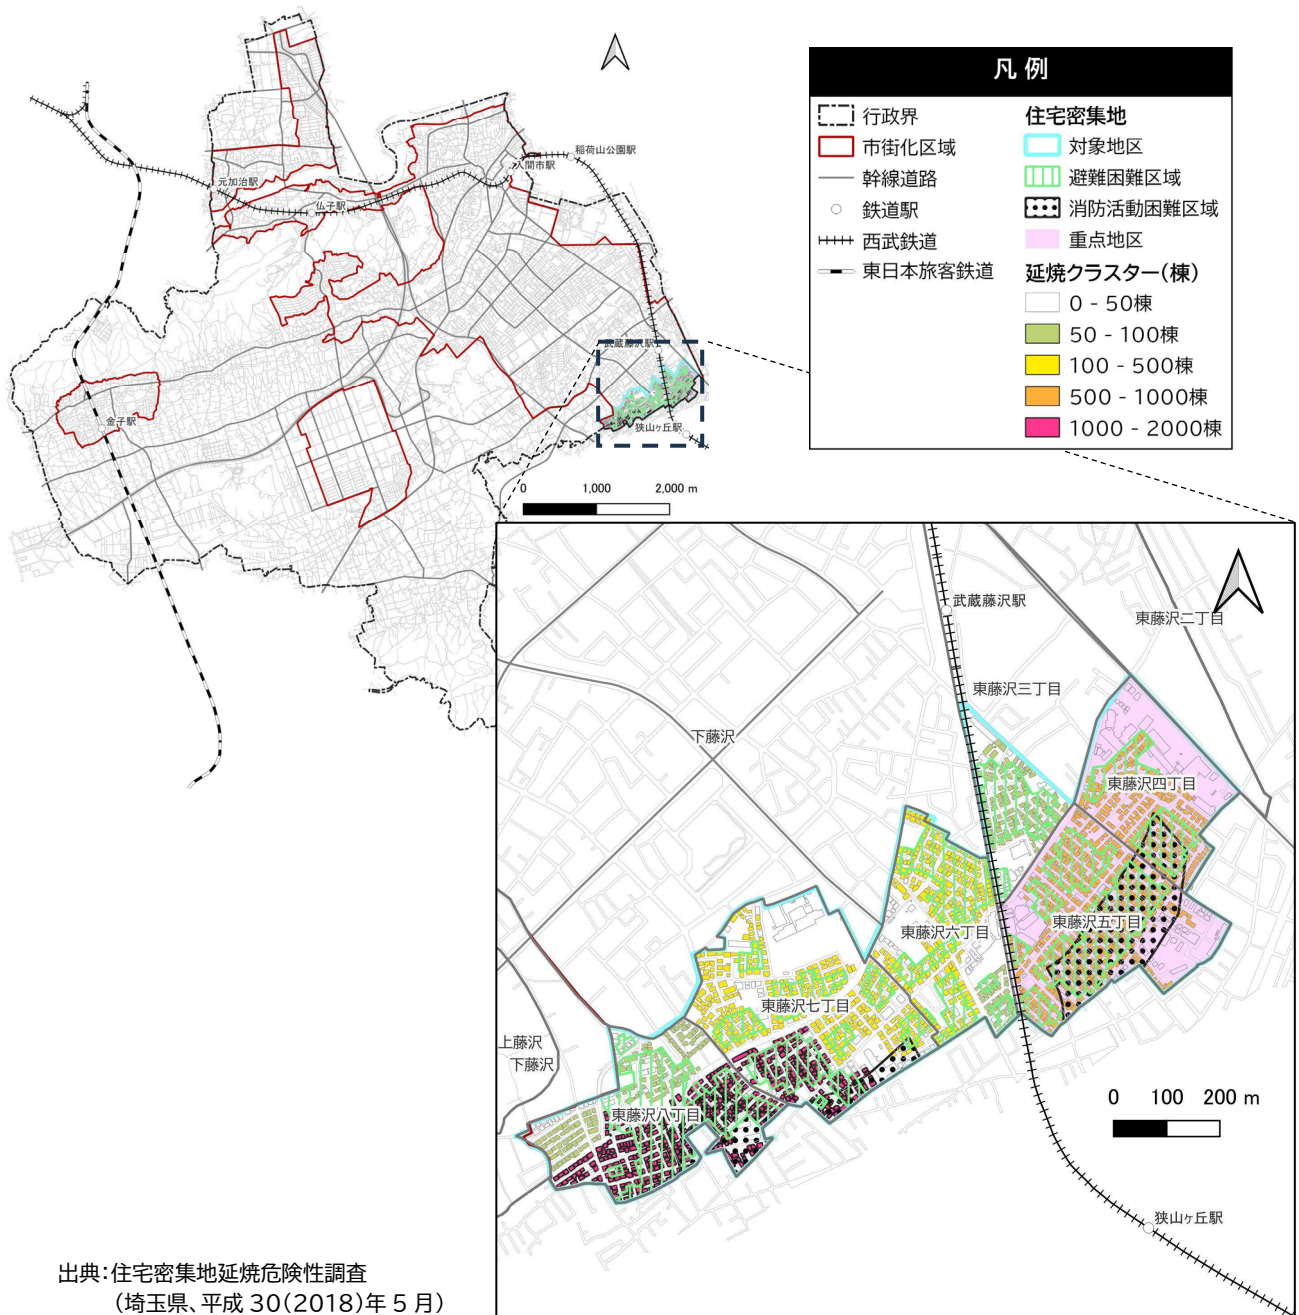 稲荷山公園駅
入間市駅
元加治駅
仏子駅
武蔵藤沢駅
金子駅
狭山ヶ丘駅
0 1,000 2,000 m
凡例
行政界
市街化区域
幹線道路
鉄道駅
西武鉄道
東日本旅客鉄道
住宅密集地
対象地区
避難困難区域
消防活動困難区域
重点地区
延焼クラスター(棟)
0 - 50棟
50 - 100棟
100 - 500棟
500 - 1000棟
1000 - 2000棟
武蔵藤沢駅
東藤沢二丁目
東藤沢三丁目
下藤沢
東藤沢四丁目
東藤沢五丁目
東藤沢六丁目
東藤沢七丁目
上藤沢
下藤沢
東藤沢八丁目
0 100 200 m
狭山ヶ丘駅
出典:住宅密集地延焼危険性調査
(埼玉県、平成 30(2018)年 5 月)